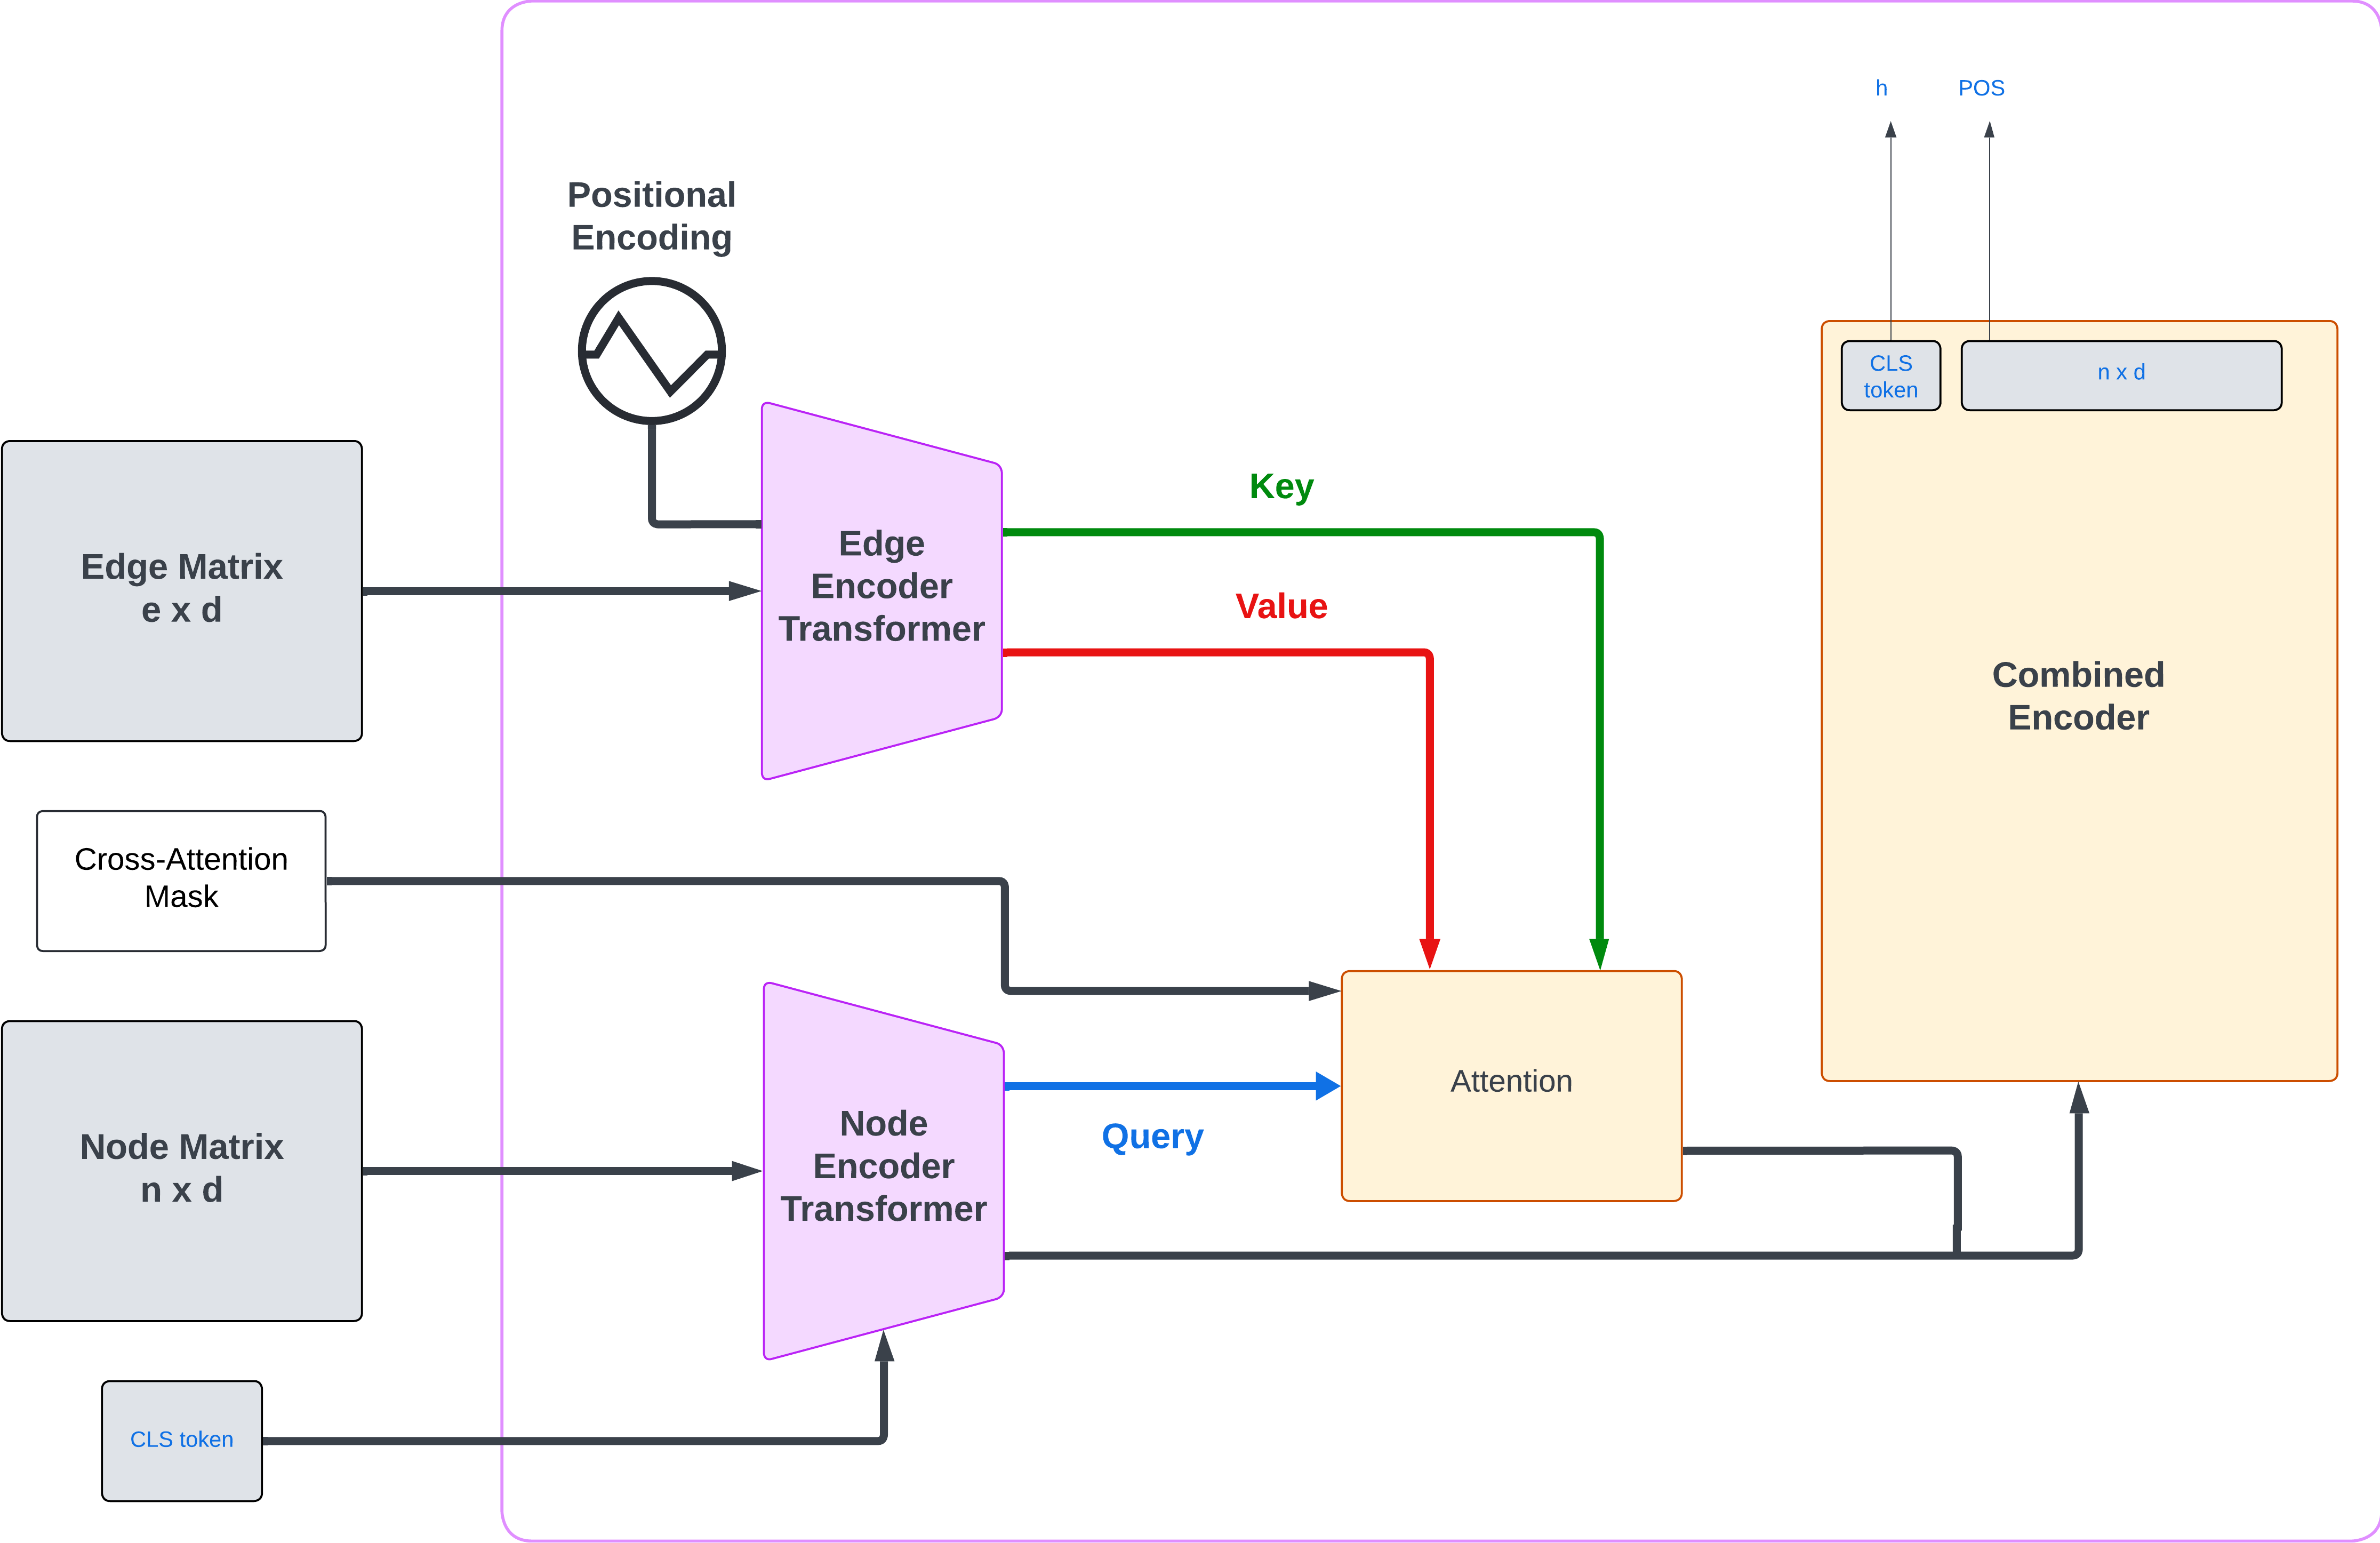 h
POS
Positional
Encoding
CLS
token
n x d
Edge Matrix
e x d
Edge
Encoder
Transformer
Key
Value
Combined
Encoder
Cross-Attention
Mask
Node Matrix
n x d
Node
Encoder
Transformer
Query
Attention
CLS token